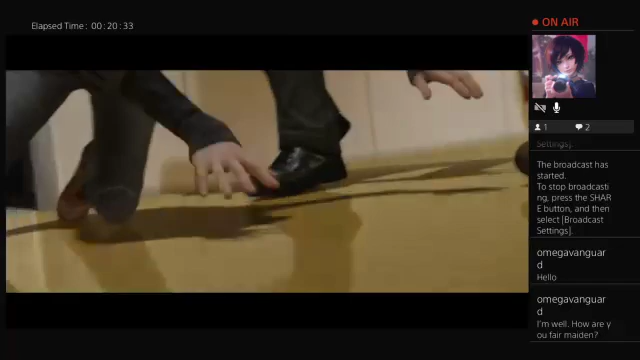 Elapsed Time: 00:20:33
ON AIR
1
2
Settings].
The broadcast has
started.
To stop broadcasti
ng, press the SHAR
E button, and then
select [Broadcast
Settings].
omegavanguar
d
Hello
omegavanguar
d
I'm well. How are y
ou fair maiden?